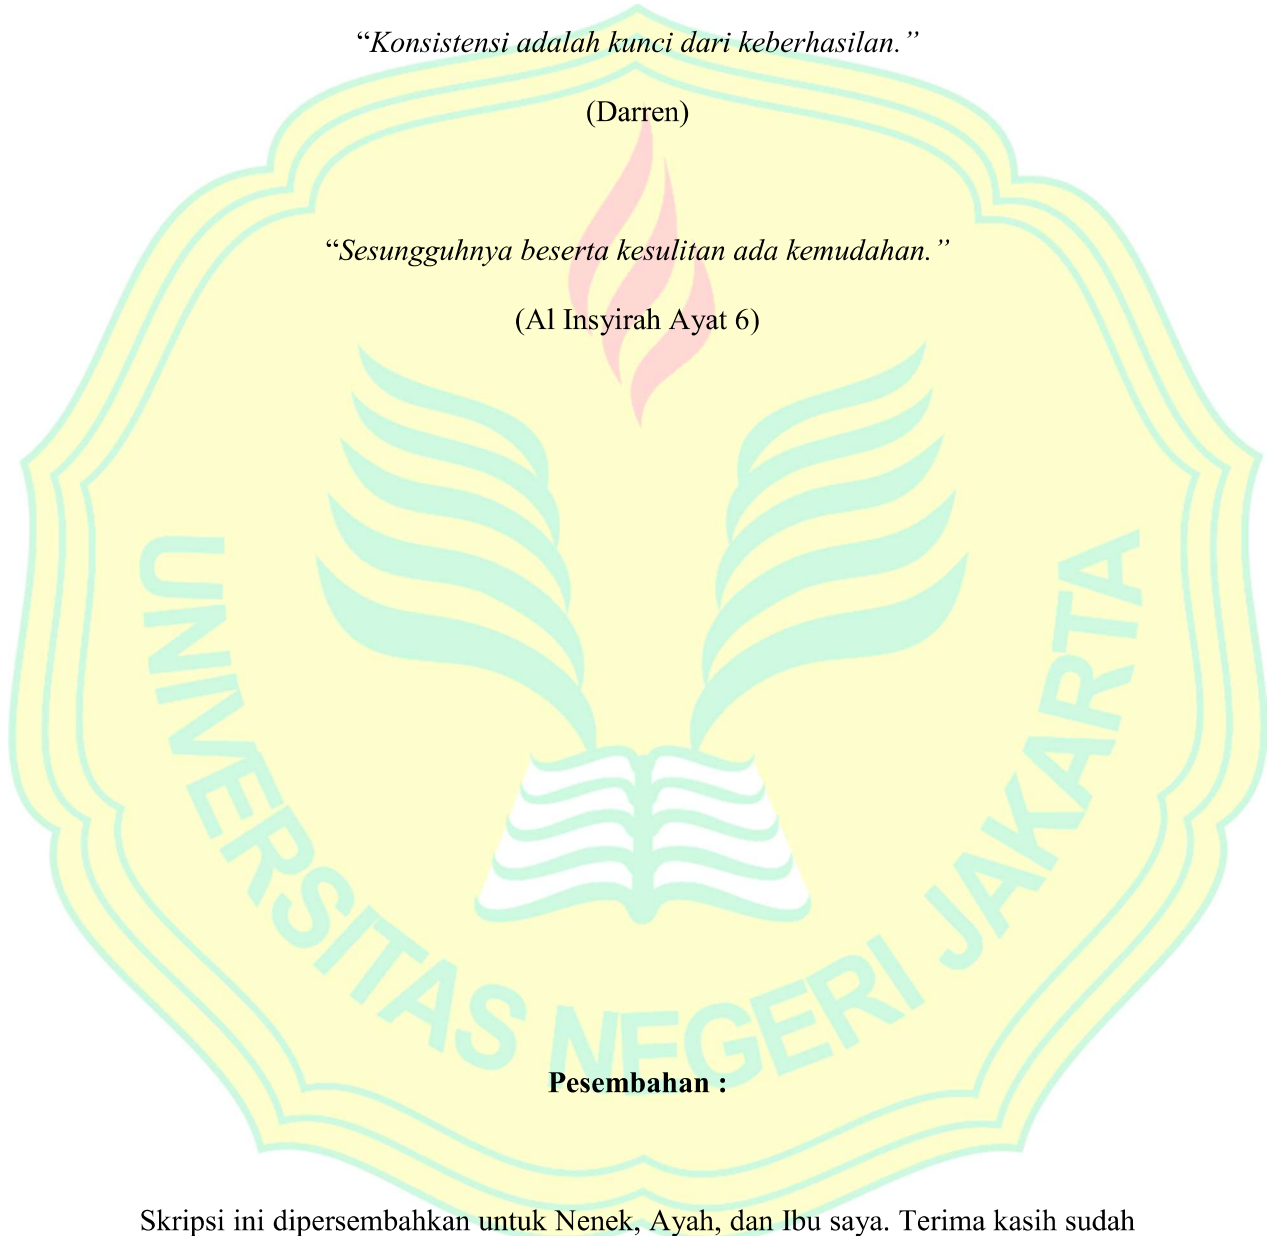 “Konsistensi adalah kunci dari keberhasilan.”
(Darren)
“Sesungguhnya beserta kesulitan ada kemudahan.”
(Al Insyirah Ayat 6)
UNIVERSITAS NEGERI JAKARTA
Pesembahan :
Skripsi ini dipersembahkan untuk Nenek, Ayah, dan Ibu saya. Terima kasih sudah